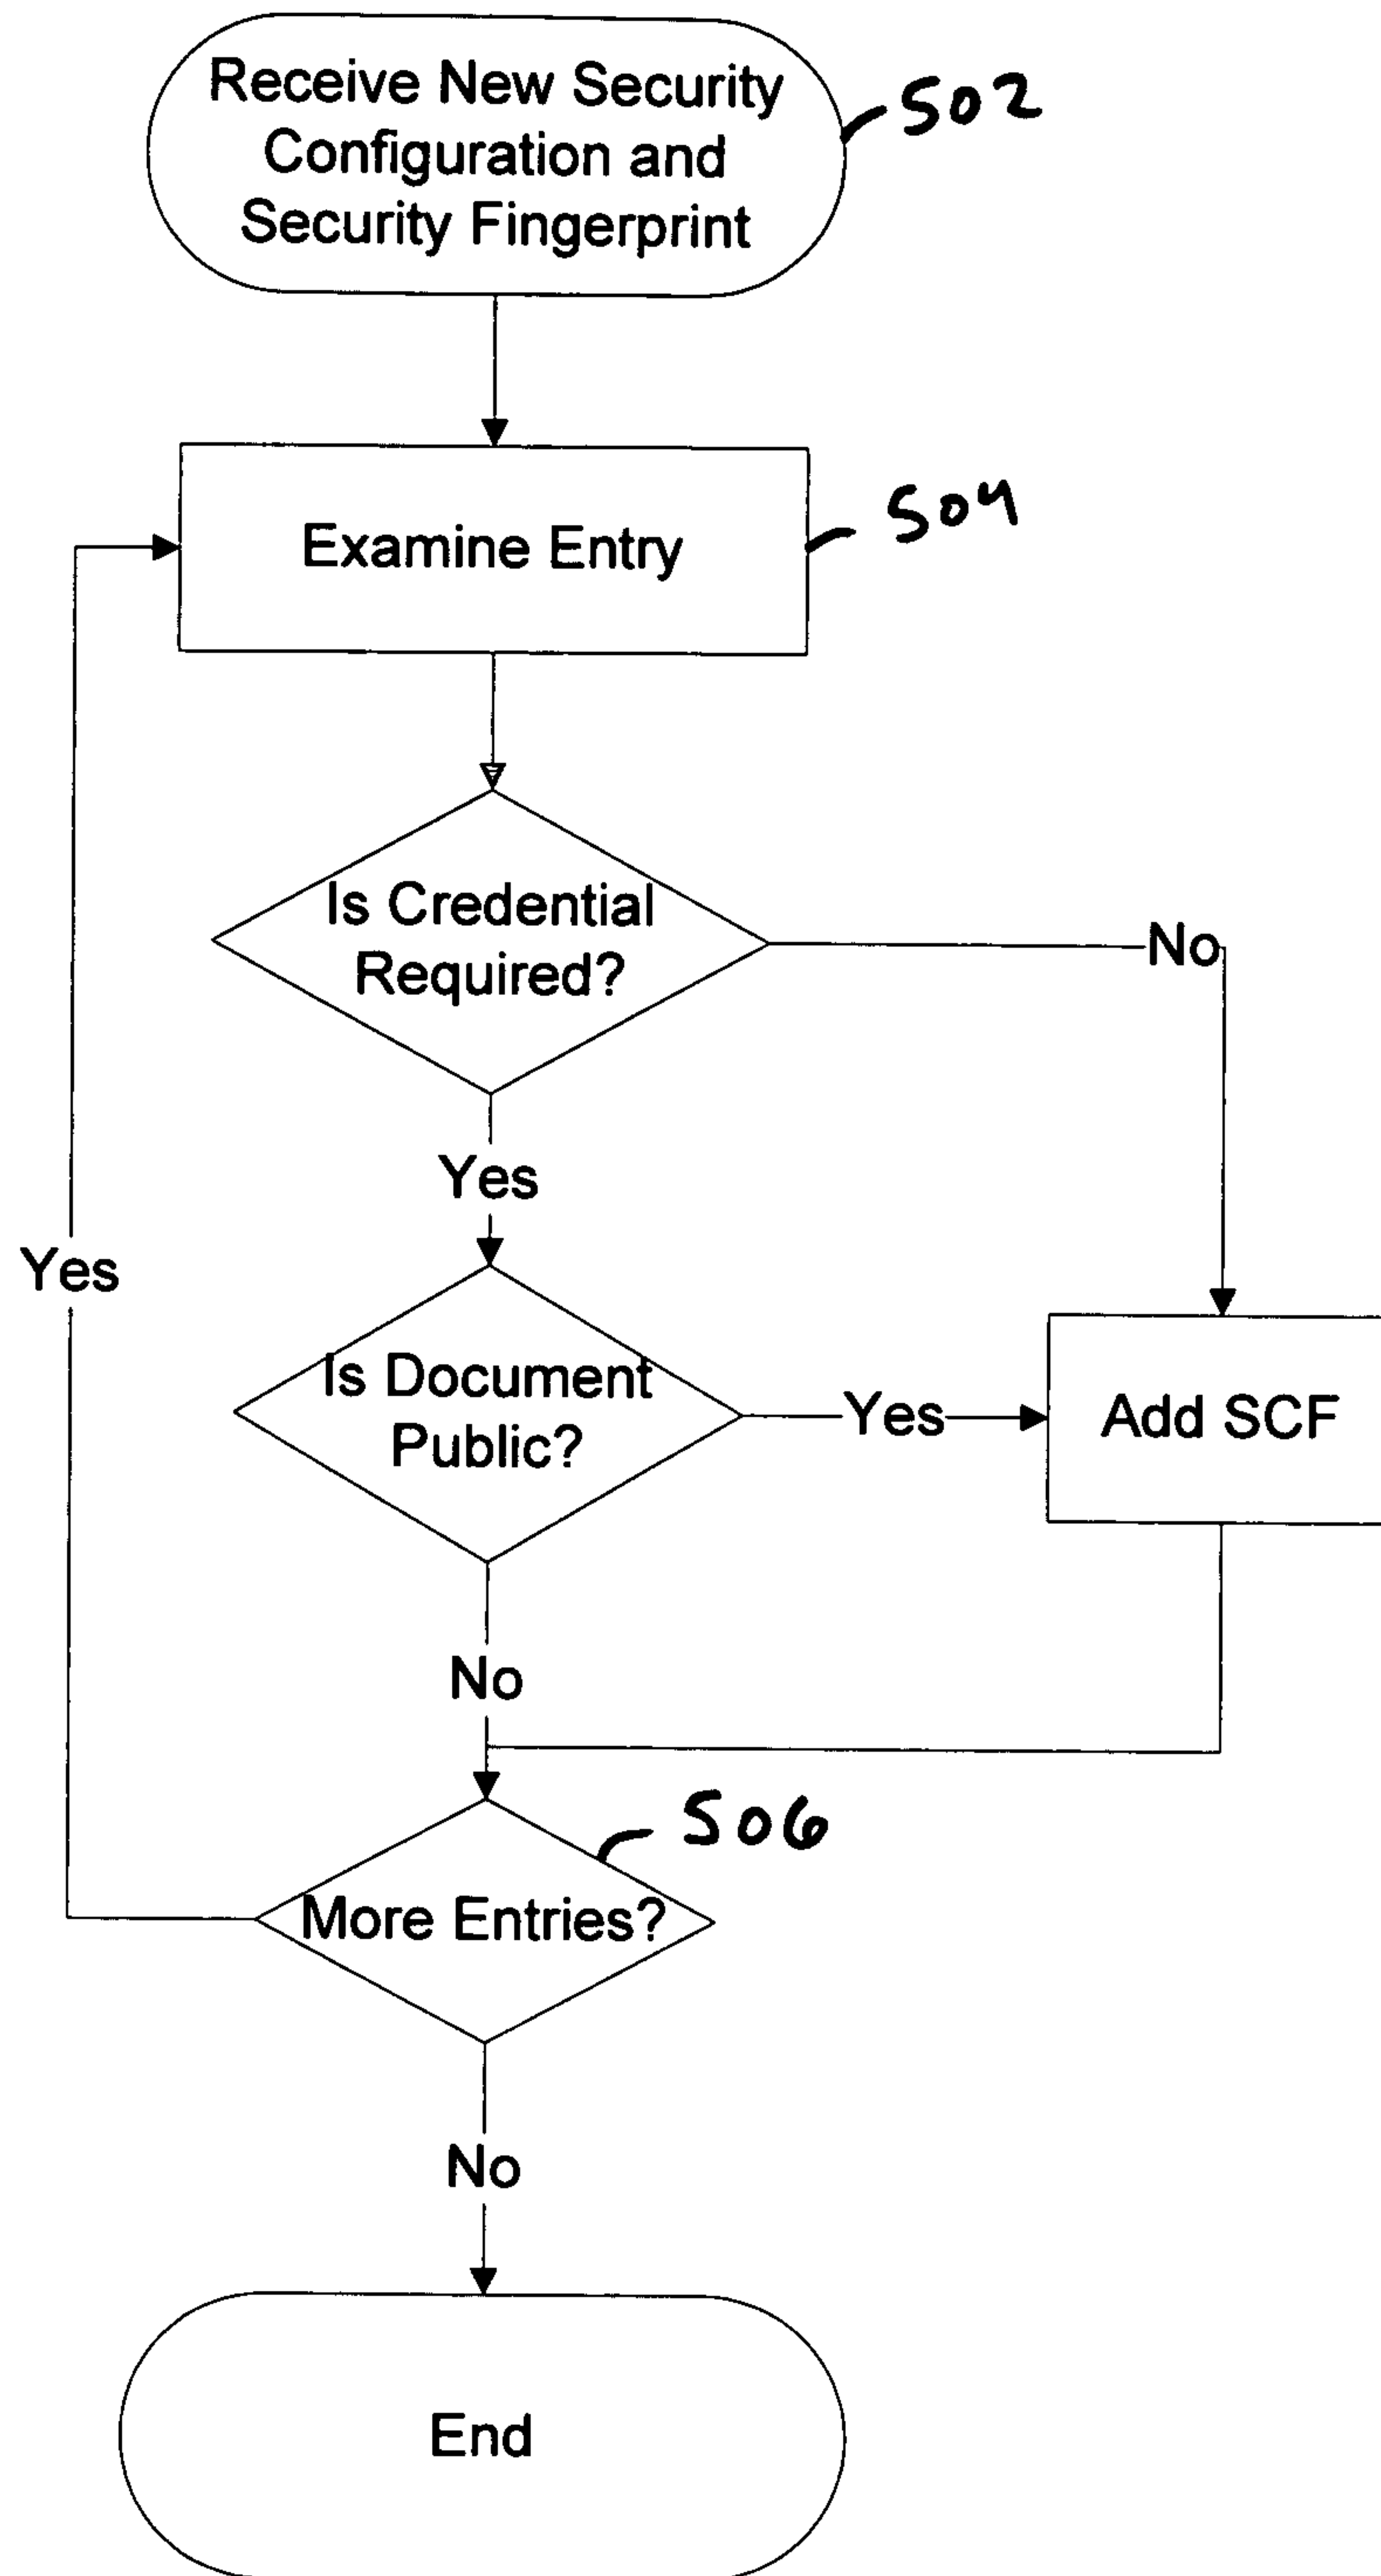 Receive New Security
Configuration and
Security Fingerprint
502
Examine Entry
504
Is Credential
Required?
No
Yes
Yes
Is Document
Public?
Yes
Add SCF
No
506
More Entries?
No
End